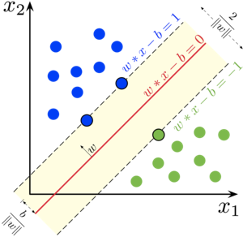 x₂
w * x − b = 1
2
‖w‖
w * x − b = 0
w * x − b = −1
w
b
‖w‖
x₁